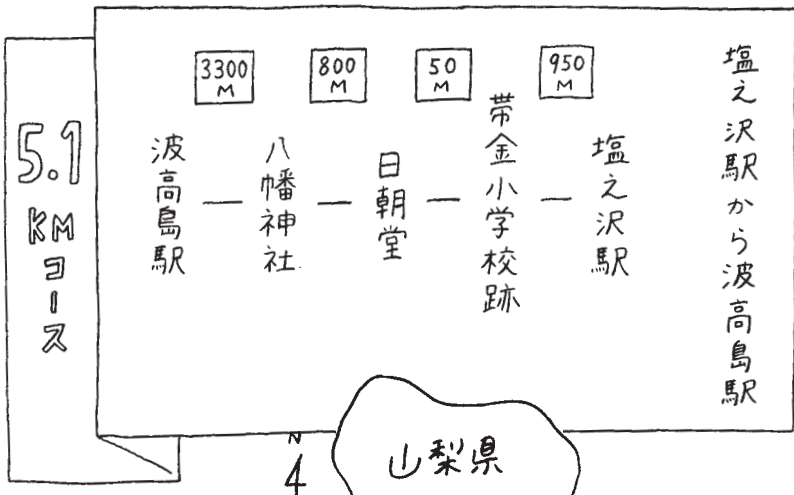 塩之沢駅から波高島駅
塩之沢駅
950M
帯金小学校跡
50M
日朝堂
800M
八幡神社
3300M
波高島駅
5.1KMコース
山梨県
N
4